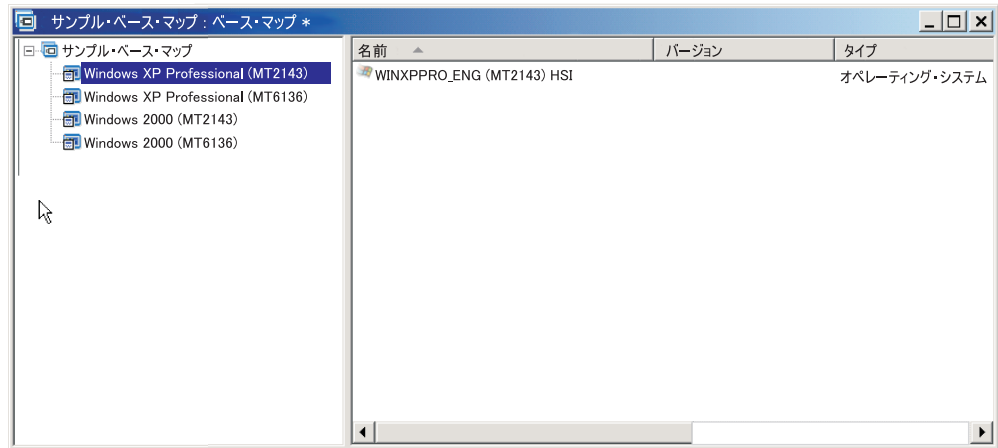 サンプル・ベース・マップ : ベース・マップ *
サンプル・ベース・マップ
Windows XP Professional (MT2143)
Windows XP Professional (MT6136)
Windows 2000 (MT2143)
Windows 2000 (MT6136)
名前 バージョン タイプ
WINXPPRO_ENG (MT2143) HSI オペレーティング・システム